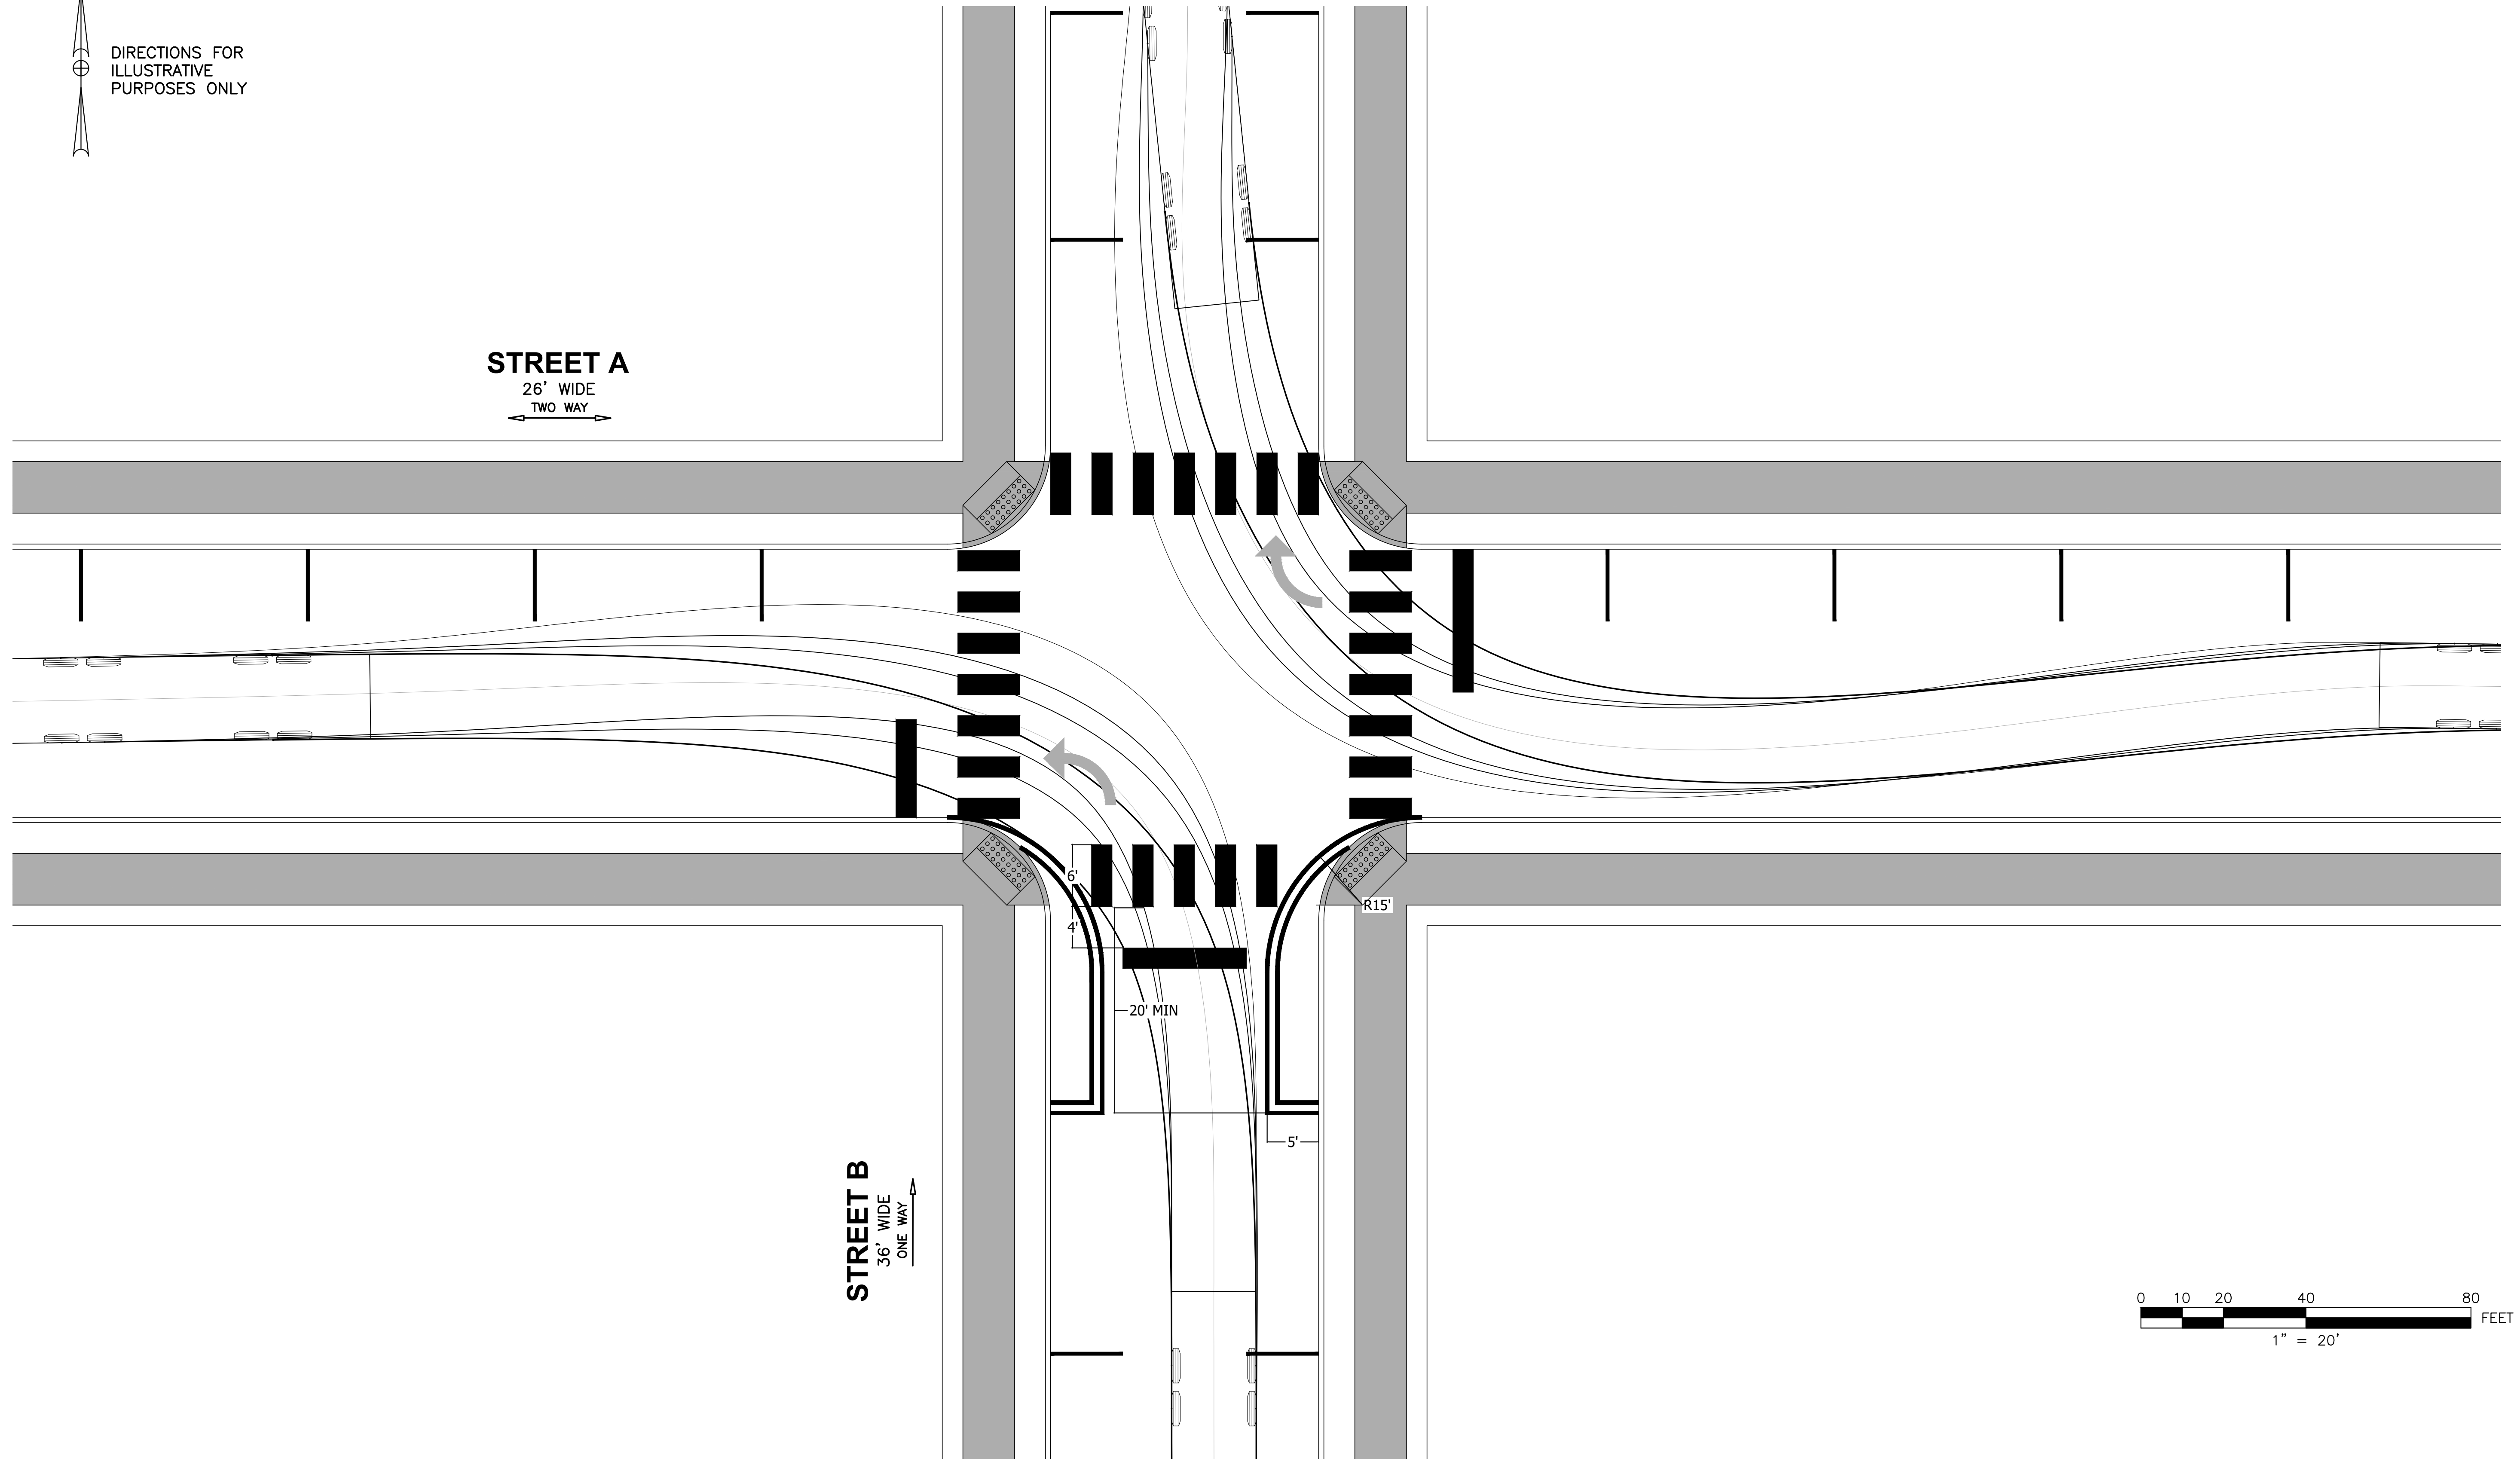 DIRECTIONS FOR
ILLUSTRATIVE
PURPOSES ONLY
STREET A
26' WIDE
TWO WAY
6'
R15'
4'
20' MIN
5'
STREET B
36' WIDE
ONE WAY
0 10 20 40 80
FEET
1" = 20'